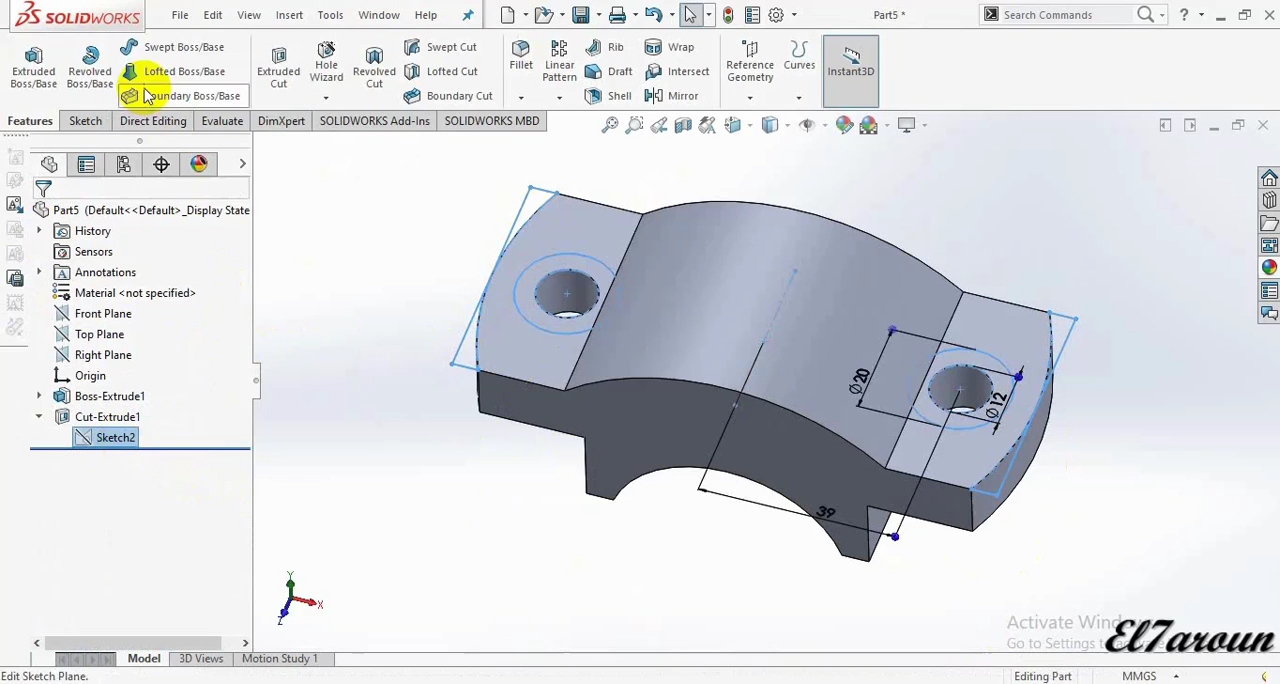 SOLIDWORKS
File
Edit
View
Insert
Tools
Window
Help
Part5 *
Search Commands
Extruded
Boss/Base
Revolved
Boss/Base
Swept Boss/Base
Lofted Boss/Base
Boundary Boss/Base
Extruded
Cut
Hole
Wizard
Revolved
Cut
Swept Cut
Lofted Cut
Boundary Cut
Fillet
Linear
Pattern
Rib
Draft
Shell
Wrap
Intersect
Mirror
Reference
Geometry
Curves
Instant3D
Features
Sketch
Direct Editing
Evaluate
DimXpert
SOLIDWORKS Add-Ins
SOLIDWORKS MBD
Part5 (Default<<Default>_Display State
History
Sensors
Annotations
Material <not specified>
Front Plane
Top Plane
Right Plane
Origin
Boss-Extrude1
Cut-Extrude1
Sketch2
Ø20
Ø12
39
Y
X
Z
Activate Wind
Go to Settings to
El7aroun
Model
3D Views
Motion Study 1
Edit Sketch Plane.
Editing Part
MMGS